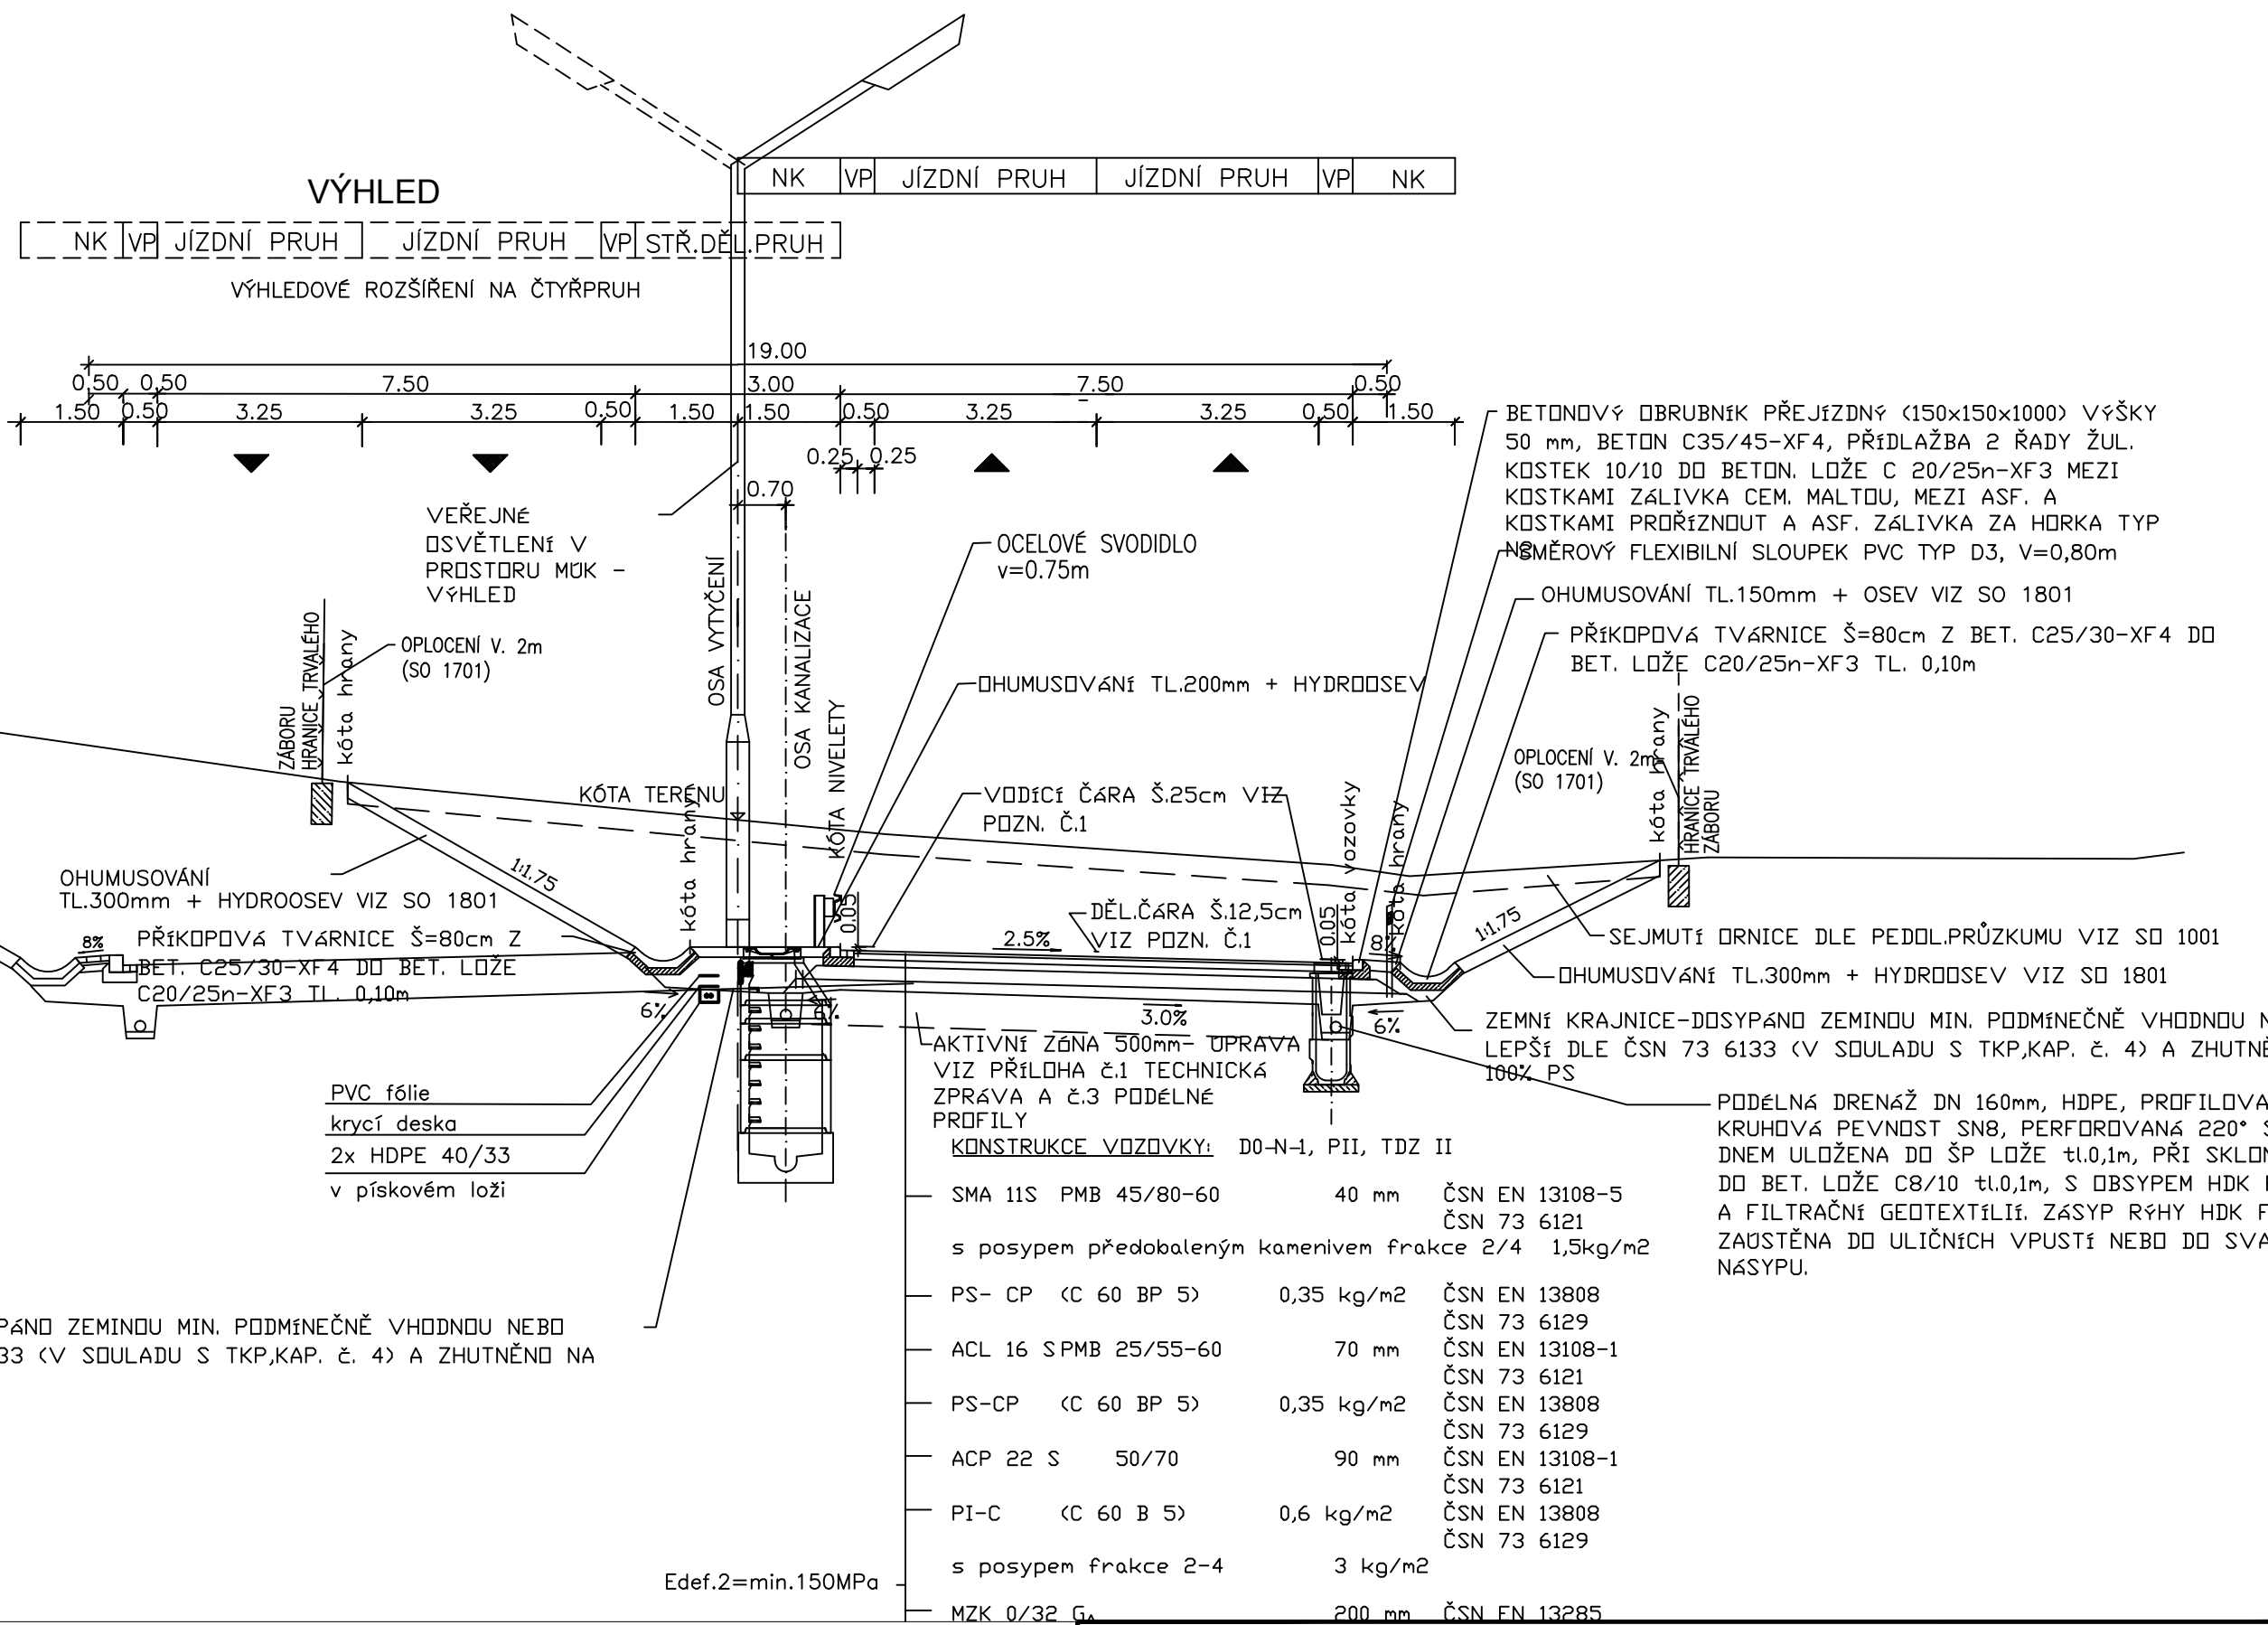 NK VP JÍZDNÍ PRUH JÍZDNÍ PRUH VP NK
VÝHLED
NK VP JÍZDNÍ PRUH JÍZDNÍ PRUH VP STŘ.DĚL.PRUH
VÝHLEDOVÉ ROZŠÍŘENÍ NA ČTYŘPRUH
19.00
0.50 0.50 7.50 3.00 7.50 0.50
1.50 0.50 3.25 3.25 0.50 1.50 1.50 0.50 3.25 3.25 0.50 1.50
0.25 0.25
0.70
VEŘEJNÉ
OSVĚTLENÍ V
PROSTORU MÚK -
VÝHLED
OCELOVÉ SVODIDLO
v=0.75m
BETONOVÝ OBRUBNÍK PŘEJÍZDNÝ (150x150x1000) VÝŠKY
50 mm, BETON C35/45-XF4, PŘÍDLAŽBA 2 ŘADY ŽUL.
KOSTEK 10/10 DO BETON. LOŽE C 20/25n-XF3 MEZI
KOSTKAMI ZÁLIVKA CEM. MALTOU, MEZI ASF. A
KOSTKAMI PROŘÍZNOUT A ASF. ZÁLIVKA ZA HORKA TYP
N2
SMĚROVÝ FLEXIBILNÍ SLOUPEK PVC TYP D3, V=0,80m
OHUMUSOVÁNÍ TL.150mm + OSEV VIZ SO 1801
PŘÍKOPOVÁ TVÁRNICE Š=80cm Z BET. C25/30-XF4 DO
BET. LOŽE C20/25n-XF3 TL. 0,10m
OSA VYTYČENÍ
OSA KANALIZACE
KÓTA NIVELETY
HRANICE TRVALÉHO
ZÁBORU
kóta hrany
OPLOCENÍ V. 2m
(SO 1701)
OHUMUSOVÁNÍ TL.200mm + HYDROOSEV
OPLOCENÍ V. 2m
(SO 1701)
kóta hrany
HRANICE TRVALÉHO
ZÁBORU
KÓTA TERÉNU
kóta hrany
VODÍCÍ ČÁRA Š.25cm VIZ
POZN. Č.1
kóta vozovky
kóta hrany
1:1.75
OHUMUSOVÁNÍ
TL.300mm + HYDROOSEV VIZ SO 1801
0.05
DĚL.ČÁRA Š.12,5cm
VIZ POZN. Č.1
0.05
1:1.75
8%
PŘÍKOPOVÁ TVÁRNICE Š=80cm Z
BET. C25/30-XF4 DO BET. LOŽE
C20/25n-XF3 TL. 0,10m
2.5%
8%
SEJMUTÍ ORNICE DLE PEDOL.PRŮZKUMU VIZ SO 1001
OHUMUSOVÁNÍ TL.300mm + HYDROOSEV VIZ SO 1801
6%
6%
3.0%
6%
ZEMNÍ KRAJNICE-DOSYPÁNO ZEMINOU MIN. PODMÍNEČNĚ VHODNOU N
LEPŠÍ DLE ČSN 73 6133 (V SOULADU S TKP,KAP. č. 4) A ZHUTNĚ
100% PS
AKTIVNÍ ZÓNA 500mm- ÚPRAVA
VIZ PŘÍLOHA č.1 TECHNICKÁ
ZPRÁVA A č.3 PODÉLNÉ
PROFILY
PVC fólie
krycí deska
2x HDPE 40/33
v pískovém loži
PODÉLNÁ DRENÁŽ DN 160mm, HDPE, PROFILOVA
KRUHOVÁ PEVNOST SN8, PERFOROVANÁ 220° S
DNEM ULOŽENA DO ŠP LOŽE tl.0,1m, PŘI SKLON
DO BET. LOŽE C8/10 tl.0,1m, S OBSYPEM HDK
A FILTRAČNÍ GEOTEXTÍLIÍ. ZÁSYP RÝHY HDK F
ZAÚSTĚNA DO ULIČNÍCH VPUSTÍ NEBO DO SVA
NÁSYPU.
KONSTRUKCE VOZOVKY: D0-N-1, PII, TDZ II
SMA 11S PMB 45/80-60 40 mm ČSN EN 13108-5
ČSN 73 6121
s posypem předobaleným kamenivem frakce 2/4 1,5kg/m2
PS- CP (C 60 BP 5) 0,35 kg/m2 ČSN EN 13808
ČSN 73 6129
PÁNO ZEMINOU MIN. PODMÍNEČNĚ VHODNOU NEBO
33 (V SOULADU S TKP,KAP. č. 4) A ZHUTNĚNO NA
ACL 16 S PMB 25/55-60 70 mm ČSN EN 13108-1
ČSN 73 6121
PS-CP (C 60 BP 5) 0,35 kg/m2 ČSN EN 13808
ČSN 73 6129
ACP 22 S 50/70 90 mm ČSN EN 13108-1
ČSN 73 6121
PI-C (C 60 B 5) 0,6 kg/m2 ČSN EN 13808
ČSN 73 6129
s posypem frakce 2-4 3 kg/m2
Edef.2=min.150MPa
MZK 0/32 GA 200 mm ČSN EN 13285